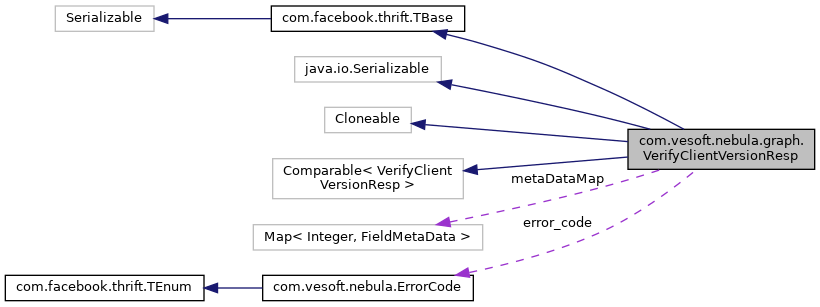 Serializable
com.facebook.thrift.TBase
java.io.Serializable
Cloneable
com.vesoft.nebula.graph.
VerifyClientVersionResp
Comparable< VerifyClient
VersionResp >
metaDataMap
error_code
Map< Integer, FieldMetaData >
com.facebook.thrift.TEnum
com.vesoft.nebula.ErrorCode